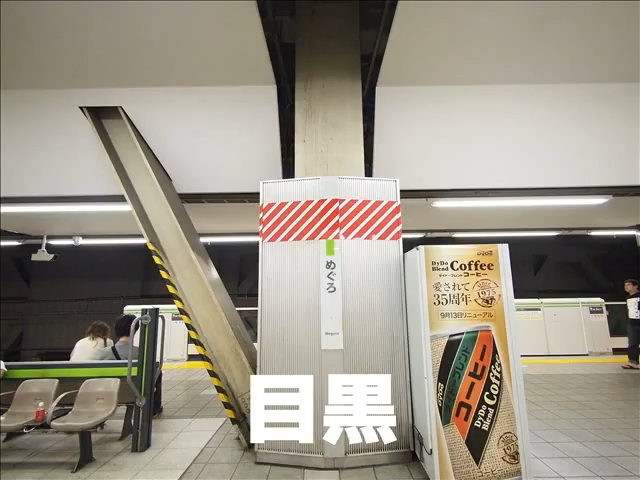 めぐろ
Meguro
目黒
DyDo
Blend Coffee
ダイドーブレンドコーヒー
愛されて
35周年
1975
9月13日リニューアル
コーヒー
DyDo
Blend
Coffee